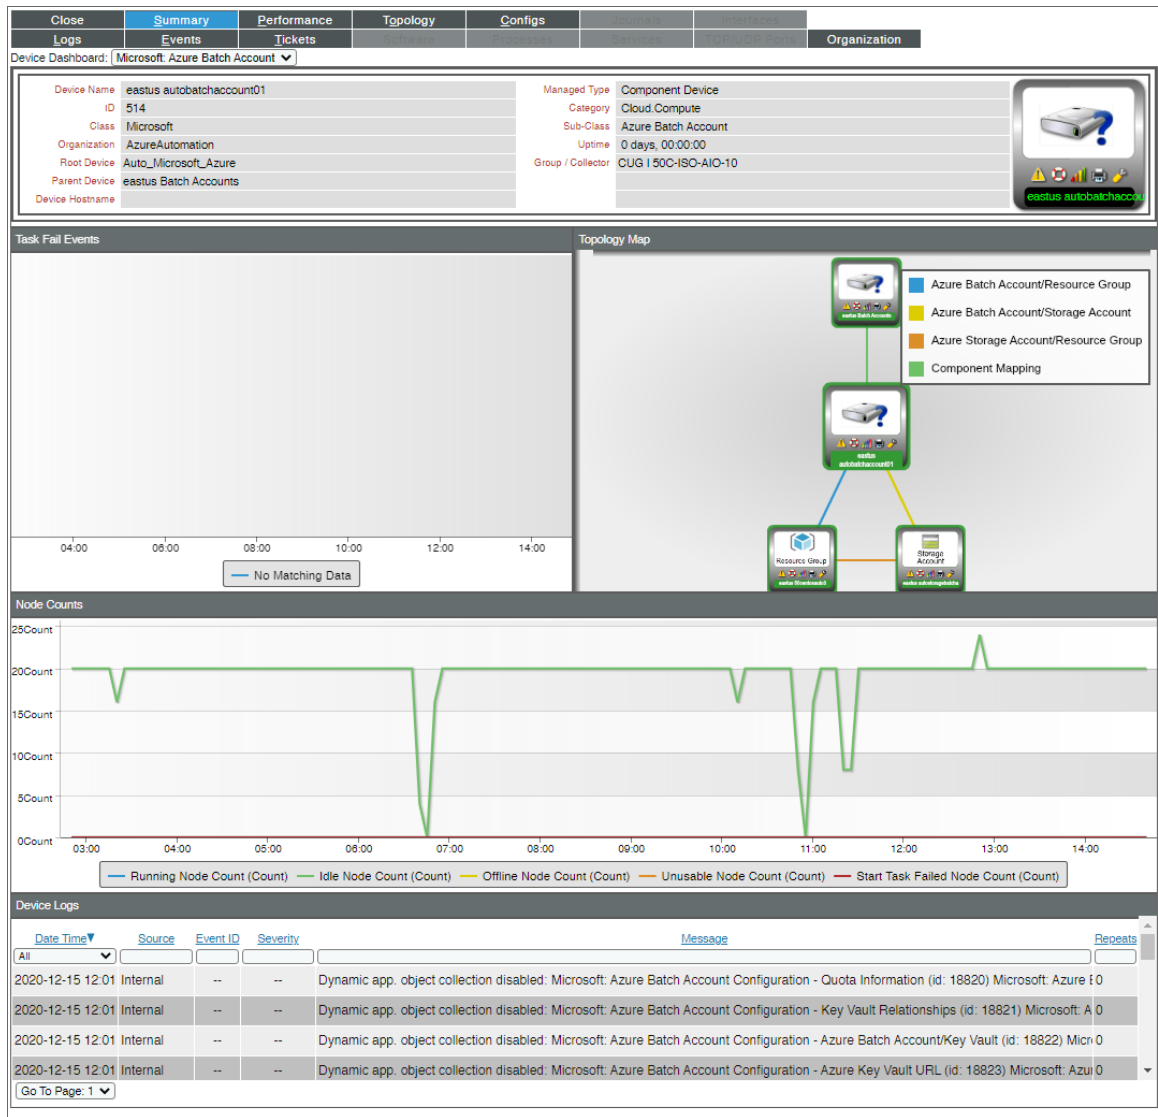 Close Summary Performance Topology Configs Journals Interfaces
Logs Events Tickets Software Processes Services TCP/UDP Ports Organization
Device Dashboard: Microsoft: Azure Batch Account
Device Name eastus autobatchaccount01 Managed Type Component Device
ID 514 Category Cloud.Compute
Class Microsoft Sub-Class Azure Batch Account
Organization AzureAutomation Uptime 0 days, 00:00:00
Root Device Auto_Microsoft_Azure Group / Collector CUG I 50C-ISO-AIO-10
Parent Device eastus Batch Accounts
Device Hostname
eastus autobatchaccou
Task Fail Events
04:00 06:00 08:00 10:00 12:00 14:00
No Matching Data
Topology Map
eastus Batch Accounts
Azure Batch Account/Resource Group
Azure Batch Account/Storage Account
Azure Storage Account/Resource Group
Component Mapping
eastus
autobatchaccount01
Resource Group
Storage
Account
Node Counts
25Count
20Count
15Count
10Count
5Count
0Count
03:00 04:00 05:00 06:00 07:00 08:00 09:00 10:00 11:00 12:00 13:00 14:00
Running Node Count (Count) Idle Node Count (Count) Offline Node Count (Count) Unusable Node Count (Count) Start Task Failed Node Count (Count)
Device Logs
Date Time Source Event ID Severity Message Repeats
All
2020-12-15 12:01 Internal -- -- Dynamic app. object collection disabled: Microsoft: Azure Batch Account Configuration - Quota Information (id: 18820) Microsoft: Azure 0
2020-12-15 12:01 Internal -- -- Dynamic app. object collection disabled: Microsoft: Azure Batch Account Configuration - Key Vault Relationships (id: 18821) Microsoft: A 0
2020-12-15 12:01 Internal -- -- Dynamic app. object collection disabled: Microsoft: Azure Batch Account Configuration - Azure Batch Account/Key Vault (id: 18822) Micr 0
2020-12-15 12:01 Internal -- -- Dynamic app. object collection disabled: Microsoft: Azure Batch Account Configuration - Azure Key Vault URL (id: 18823) Microsoft: Azu 0
Go To Page: 1